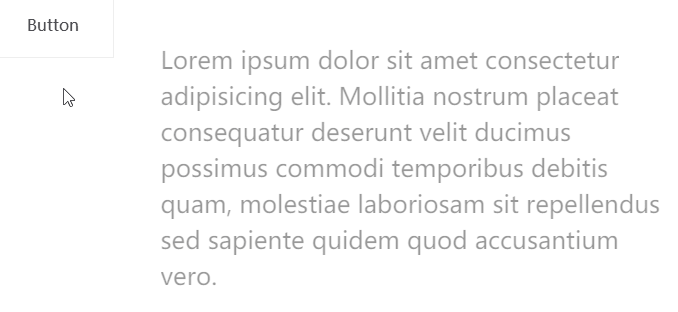 Button
Lorem ipsum dolor sit amet consectetur
adipisicing elit. Mollitia nostrum placeat
consequatur deserunt velit ducimus
possimus commodi temporibus debitis
quam, molestiae laboriosam sit repellendus
sed sapiente quidem quod accusantium
vero.